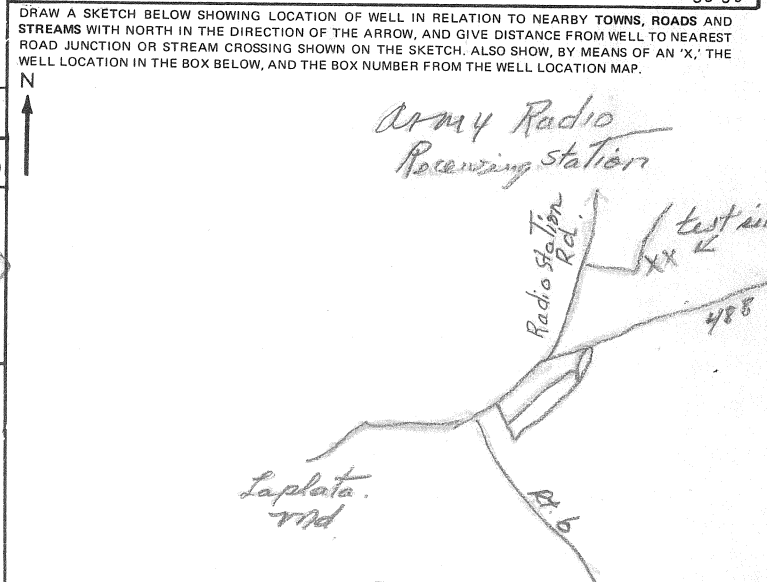 DRAW A SKETCH BELOW SHOWING LOCATION OF WELL IN RELATION TO NEARBY TOWNS, ROADS AND
STREAMS WITH NORTH IN THE DIRECTION OF THE ARROW, AND GIVE DISTANCE FROM WELL TO NEAREST
ROAD JUNCTION OR STREAM CROSSING SHOWN ON THE SKETCH. ALSO SHOW, BY MEANS OF AN 'X,' THE
WELL LOCATION IN THE BOX BELOW, AND THE BOX NUMBER FROM THE WELL LOCATION MAP.
N
Army Radio
Receiving Station
Radio Station
Rd.
test
XX
488
Laplata.
Md
Rt. 6